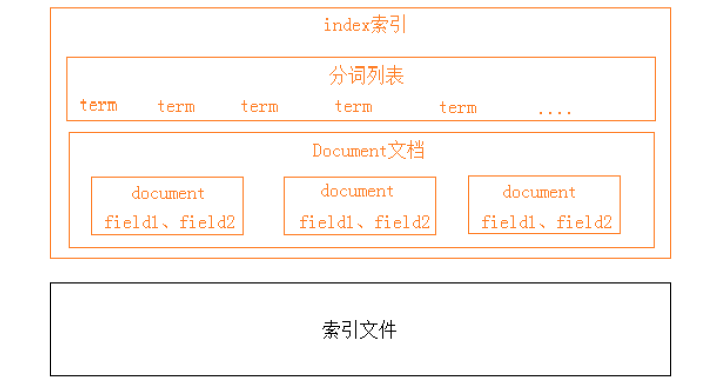 index索引
分词列表
term term term term term ....
Document文档
document document document
field1、field2 field1、field2 field1、field2
索引文件